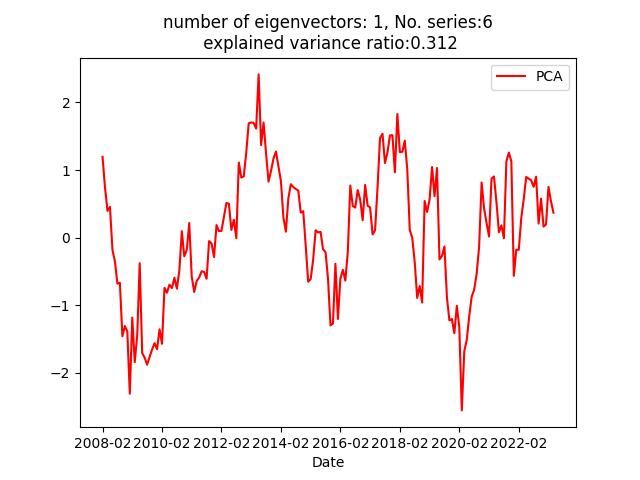 number of eigenvectors: 1, No. series:6
explained variance ratio:0.312
PCA
2
1
0
−1
−2
2008-02 2010-02 2012-02 2014-02 2016-02 2018-02 2020-02 2022-02
Date